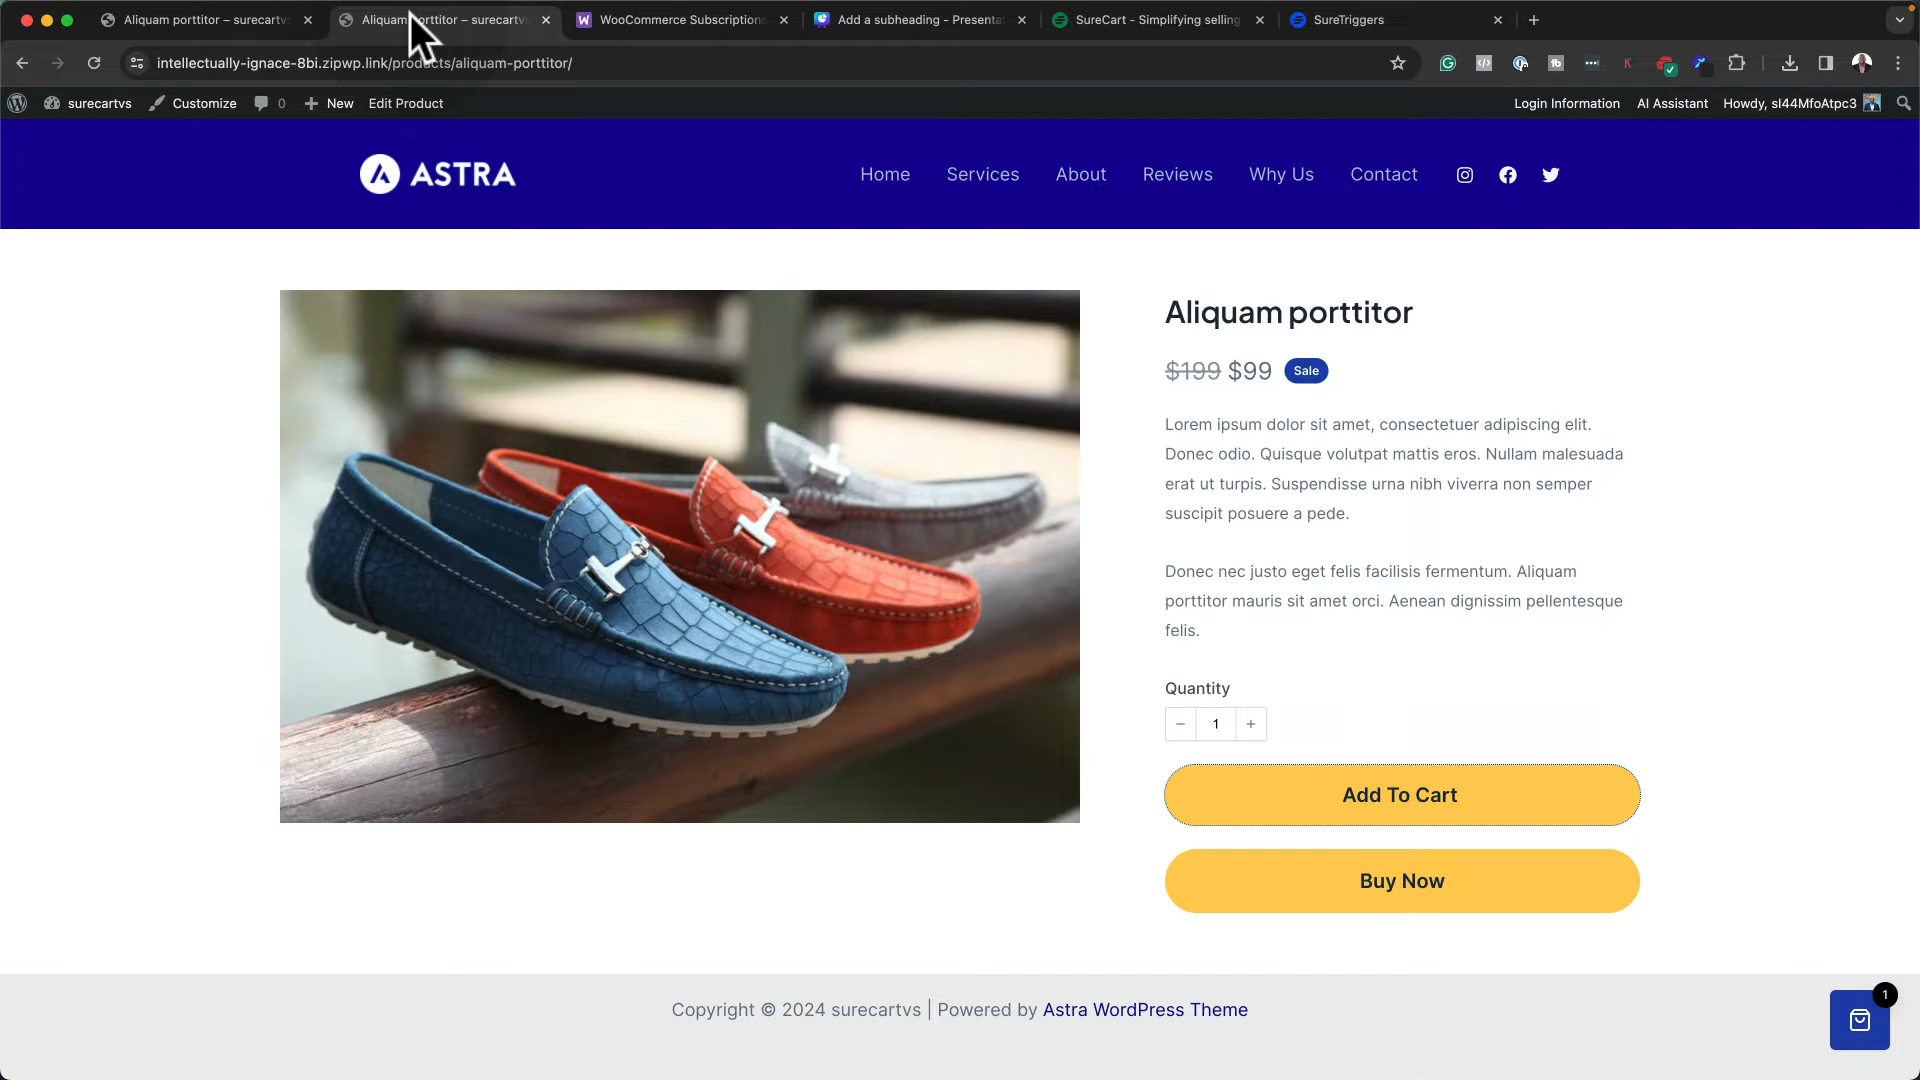 Aliquam porttitor – surecartvs
Aliquam porttitor – surecartvs
WooCommerce Subscriptions
Add a subheading - Presentat
SureCart - Simplifying selling
SureTriggers
intellectually-ignace-8bi.zipwp.link/products/aliquam-porttitor/
surecartvs
Customize
0
New
Edit Product
Login Information
AI Assistant
Howdy, sl44MfoAtpc3
ASTRA
Home
Services
About
Reviews
Why Us
Contact
Aliquam porttitor
$199 $99 Sale
Lorem ipsum dolor sit amet, consectetuer adipiscing elit.
Donec odio. Quisque volutpat mattis eros. Nullam malesuada
erat ut turpis. Suspendisse urna nibh viverra non semper
suscipit posuere a pede.
Donec nec justo eget felis facilisis fermentum. Aliquam
porttitor mauris sit amet orci. Aenean dignissim pellentesque
felis.
Quantity
− 1 +
Add To Cart
Buy Now
Copyright © 2024 surecartvs | Powered by Astra WordPress Theme
1